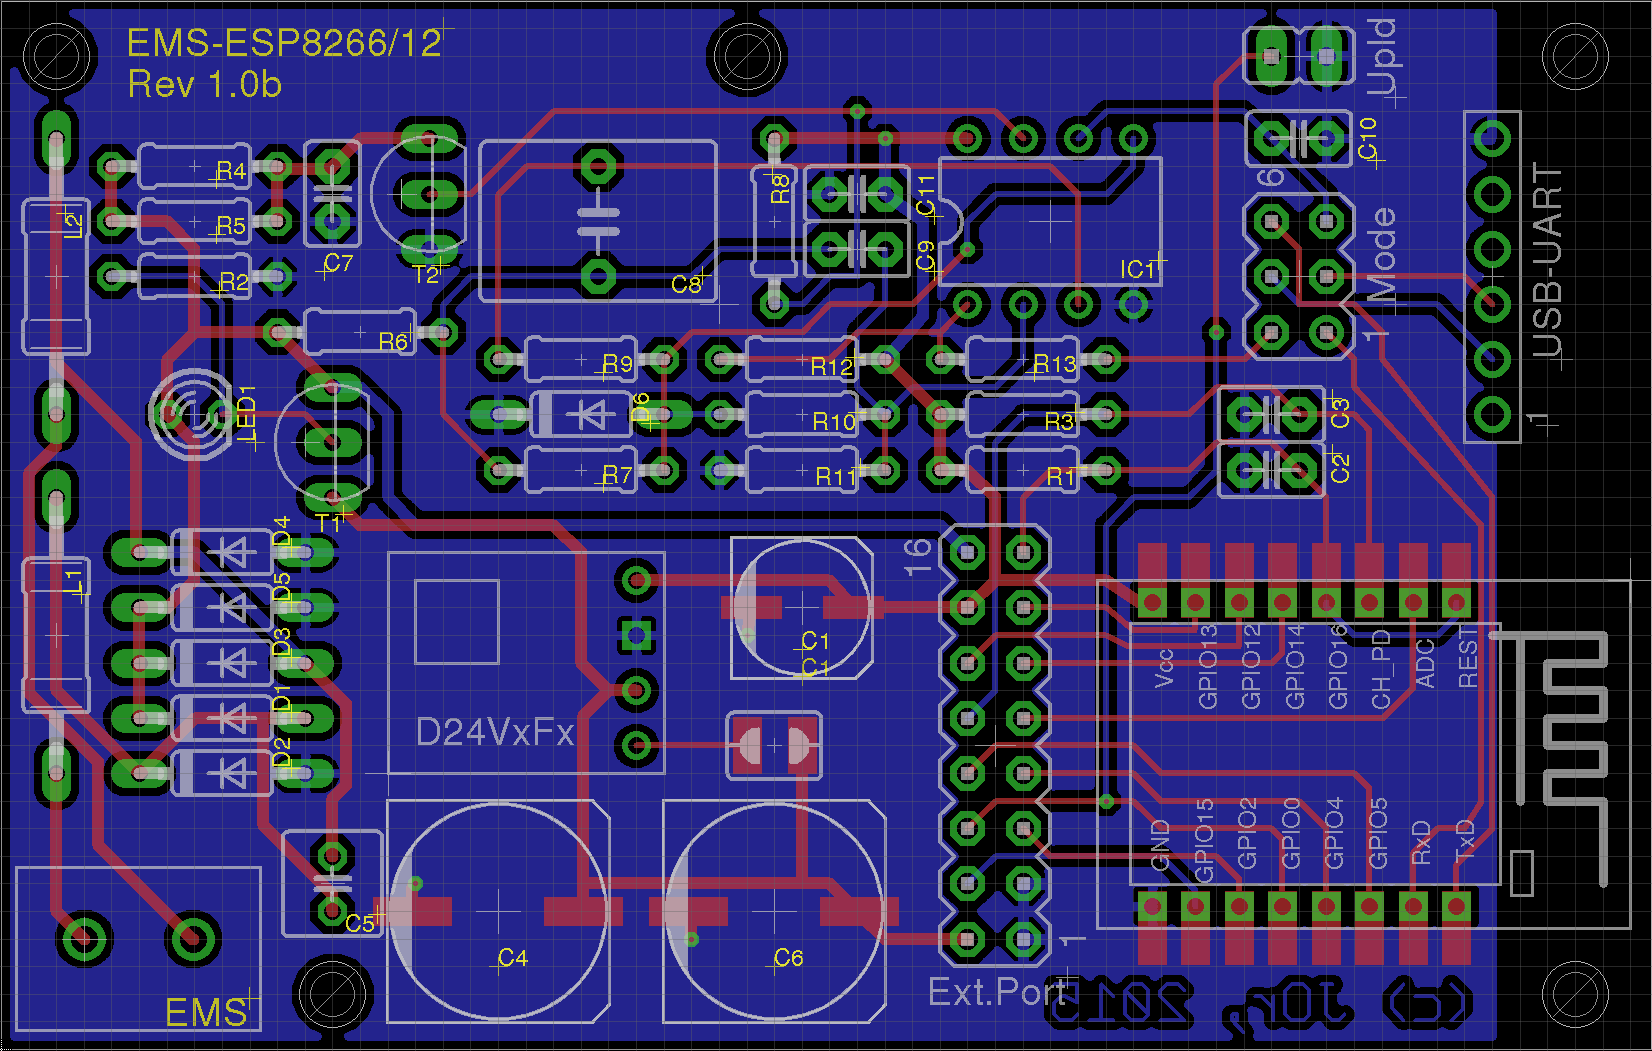 EMS-ESP8266/12
Rev 1.0b
Upld
C10
6
Mode
1
USB-UART
1
R4
R5
R2
L2
C7
T2
C8
R8
C11
C9
IC1
R6
R9
R12
R13
LED1
D6
R10
R3
C3
R7
R11
R1
C2
T1
D4
D5
D3
D1
D2
L1
16
C1
C1
D24VxFx
Vcc
GPIO13
GPIO12
GPIO14
GPIO16
CH_PD
ADC
REST
GND
GPIO15
GPIO2
GPIO0
GPIO4
GPIO5
RxD
TxD
C5
C4
C6
1
EMS
Ext.Port
(c) JOr 2015